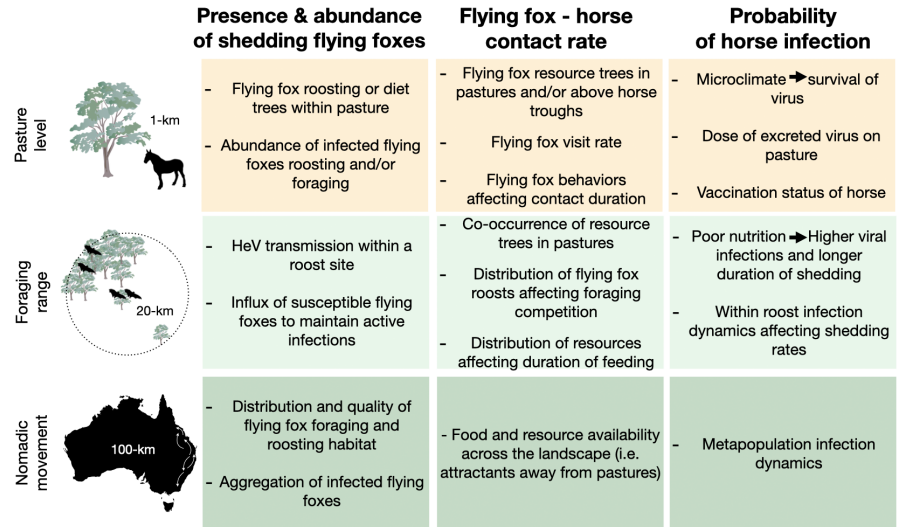 Presence & abundance
of shedding flying foxes
Flying fox - horse
contact rate
Probability
of horse infection
Pasture
level
1-km
- Flying fox roosting or diet
trees within pasture
- Abundance of infected flying
foxes roosting and/or
foraging
- Flying fox resource trees in
pastures and/or above horse
troughs
- Flying fox visit rate
- Flying fox behaviors
affecting contact duration
- Microclimate → survival of
virus
- Dose of excreted virus on
pasture
- Vaccination status of horse
Foraging
range
20-km
- HeV transmission within a
roost site
- Influx of susceptible flying
foxes to maintain active
infections
- Co-occurrence of resource
trees in pastures
- Distribution of flying fox
roosts affecting foraging
competition
- Distribution of resources
affecting duration of feeding
- Poor nutrition → Higher viral
infections and longer
duration of shedding
- Within roost infection
dynamics affecting shedding
rates
Nomadic
movement
100-km
- Distribution and quality of
flying fox foraging and
roosting habitat
- Aggregation of infected flying
foxes
- Food and resource availability
across the landscape (i.e.
attractants away from pastures)
- Metapopulation infection
dynamics